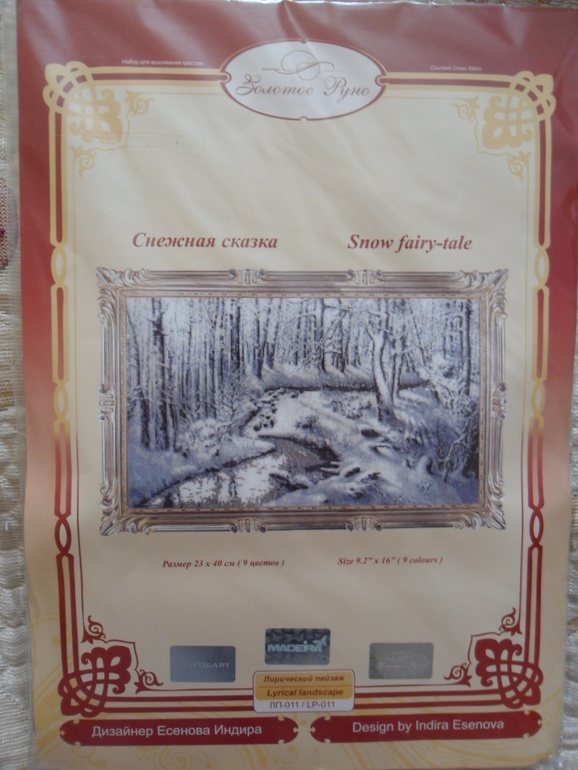 Набор для вышивания крестом
Counted Cross Stitch
Золотое Руно
Снежная сказка
Snow fairy-tale
Размер 23 x 40 см ( 9 цветов )
Size 9.2" x 16" ( 9 colours )
MADEIRA
Лирический пейзаж
Lyrical landscape
ЛП-011 / LP-011
Дизайнер Есенова Индира
Design by Indira Esenova